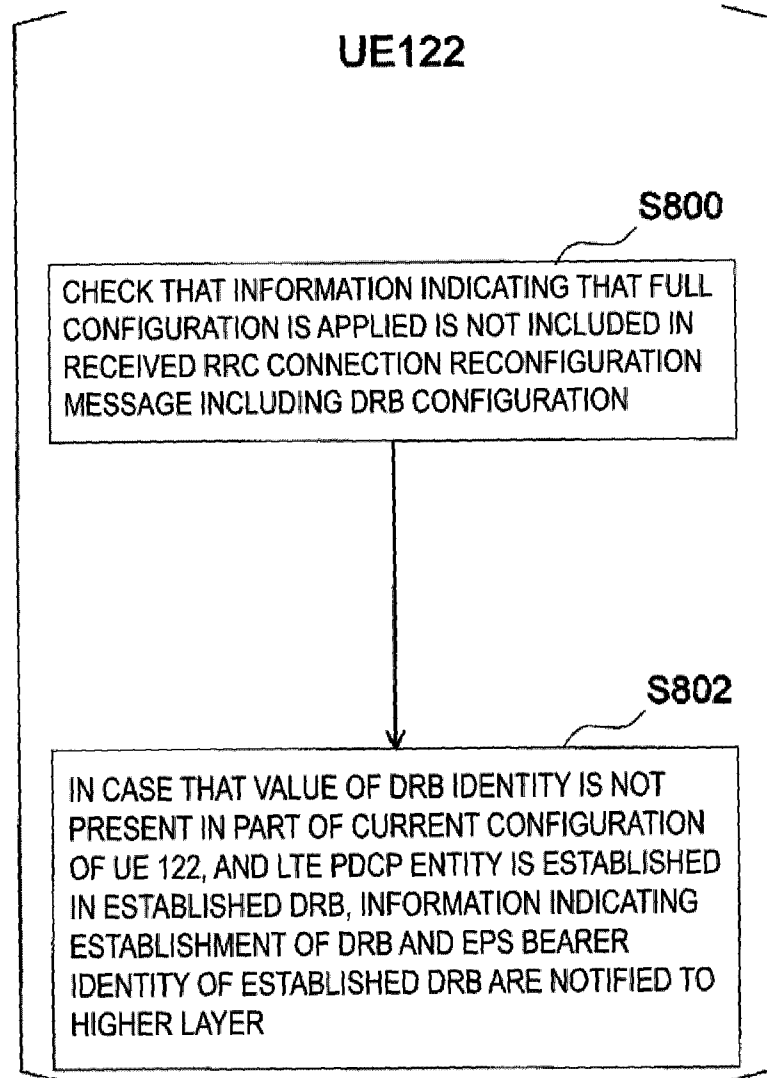 UE122
S800
CHECK THAT INFORMATION INDICATING THAT FULL
CONFIGURATION IS APPLIED IS NOT INCLUDED IN
RECEIVED RRC CONNECTION RECONFIGURATION
MESSAGE INCLUDING DRB CONFIGURATION
S802
IN CASE THAT VALUE OF DRB IDENTITY IS NOT
PRESENT IN PART OF CURRENT CONFIGURATION
OF UE 122, AND LTE PDCP ENTITY IS ESTABLISHED
IN ESTABLISHED DRB, INFORMATION INDICATING
ESTABLISHMENT OF DRB AND EPS BEARER
IDENTITY OF ESTABLISHED DRB ARE NOTIFIED TO
HIGHER LAYER